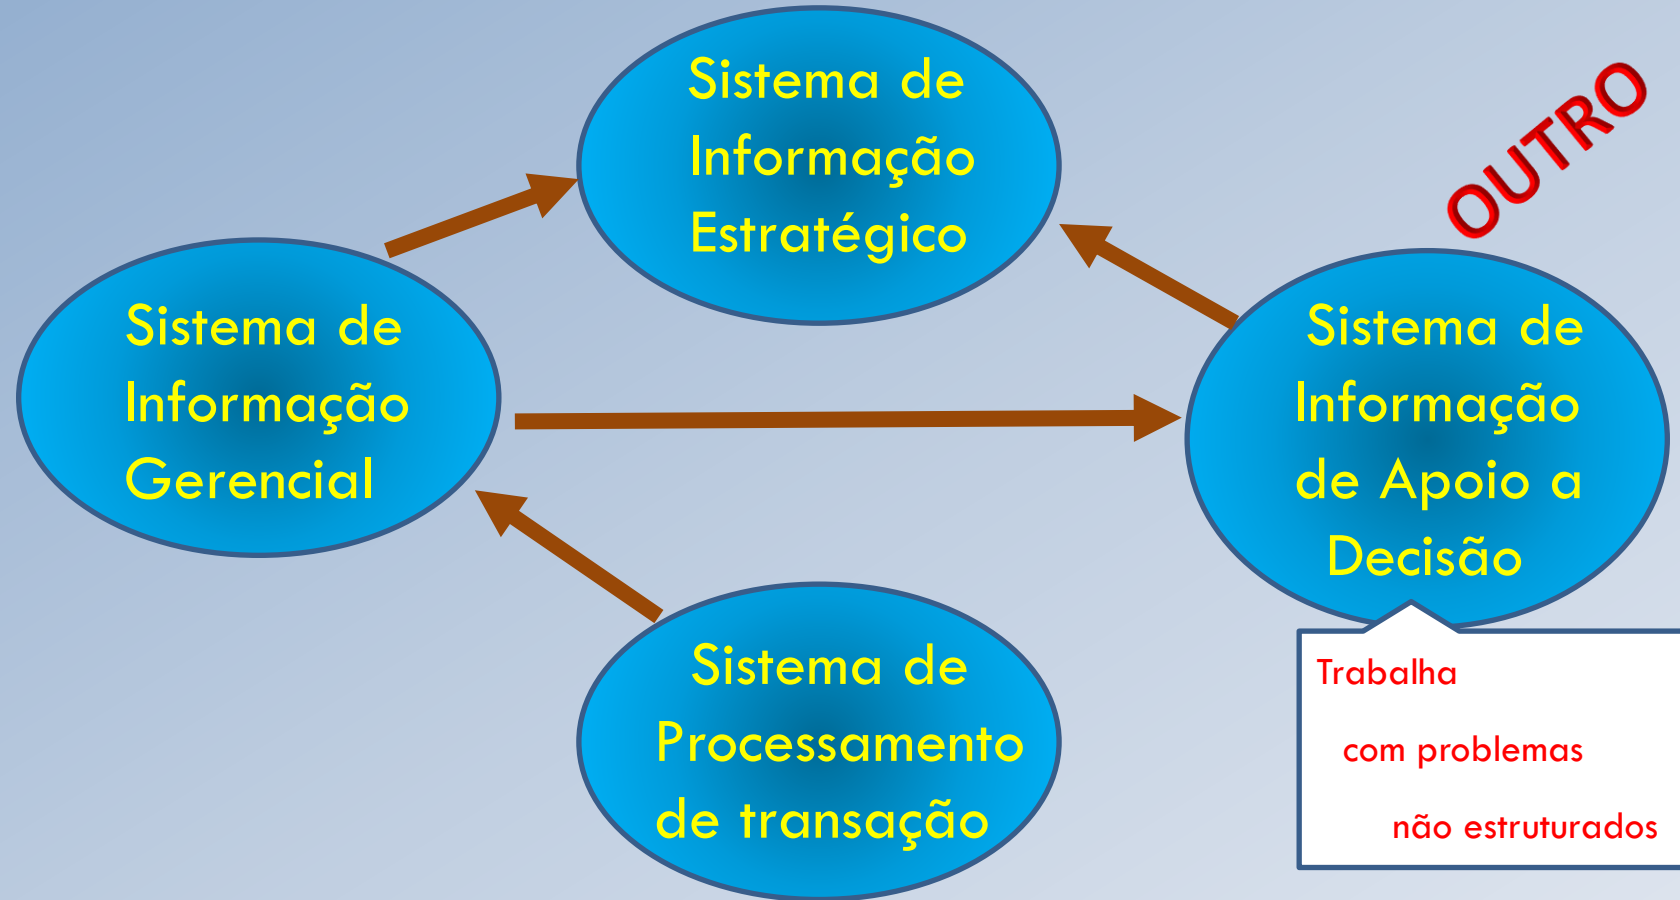 Sistema de
Informação
Estratégico
OUTRO
Sistema de
Informação
Gerencial
Sistema de
Informação
de Apoio a
Decisão
Sistema de
Processamento
de transação
Trabalha
com problemas
não estruturados